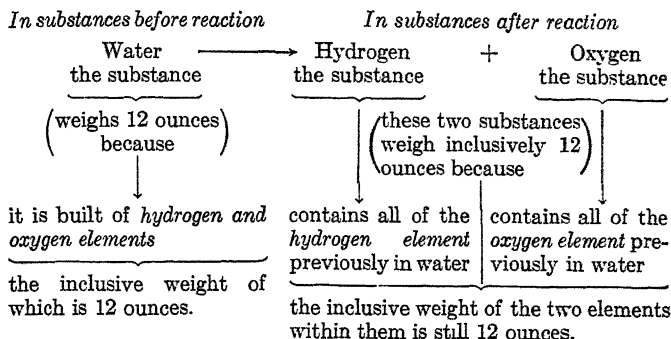 In substances before reaction
In substances after reaction
Water → Hydrogen + Oxygen
the substance the substance the substance
(weighs 12 ounces because)
(these two substances weigh inclusively 12 ounces because)
it is built of hydrogen and
oxygen elements
contains all of the
hydrogen element
previously in water
contains all of the
oxygen element pre-
viously in water
the inclusive weight of
which is 12 ounces.
the inclusive weight of the two elements
within them is still 12 ounces.